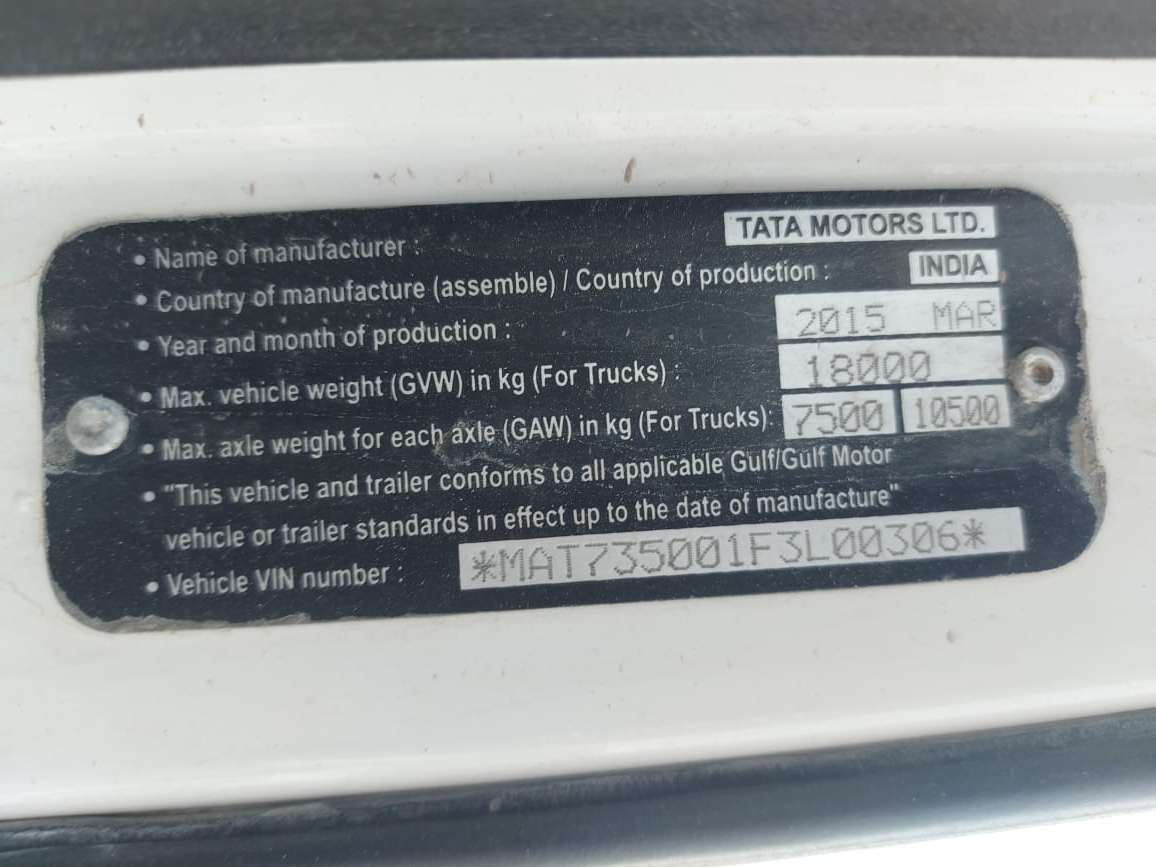 • Name of manufacturer : TATA MOTORS LTD.
• Country of manufacture (assemble) / Country of production : INDIA
• Year and month of production : 2015 MAR
• Max. vehicle weight (GVW) in kg (For Trucks) : 18000
• Max. axle weight for each axle (GAW) in kg (For Trucks): 7500 10500
• "This vehicle and trailer conforms to all applicable Gulf/Gulf Motor
vehicle or trailer standards in effect up to the date of manufacture"
• Vehicle VIN number : *MAT735001F3L00306*